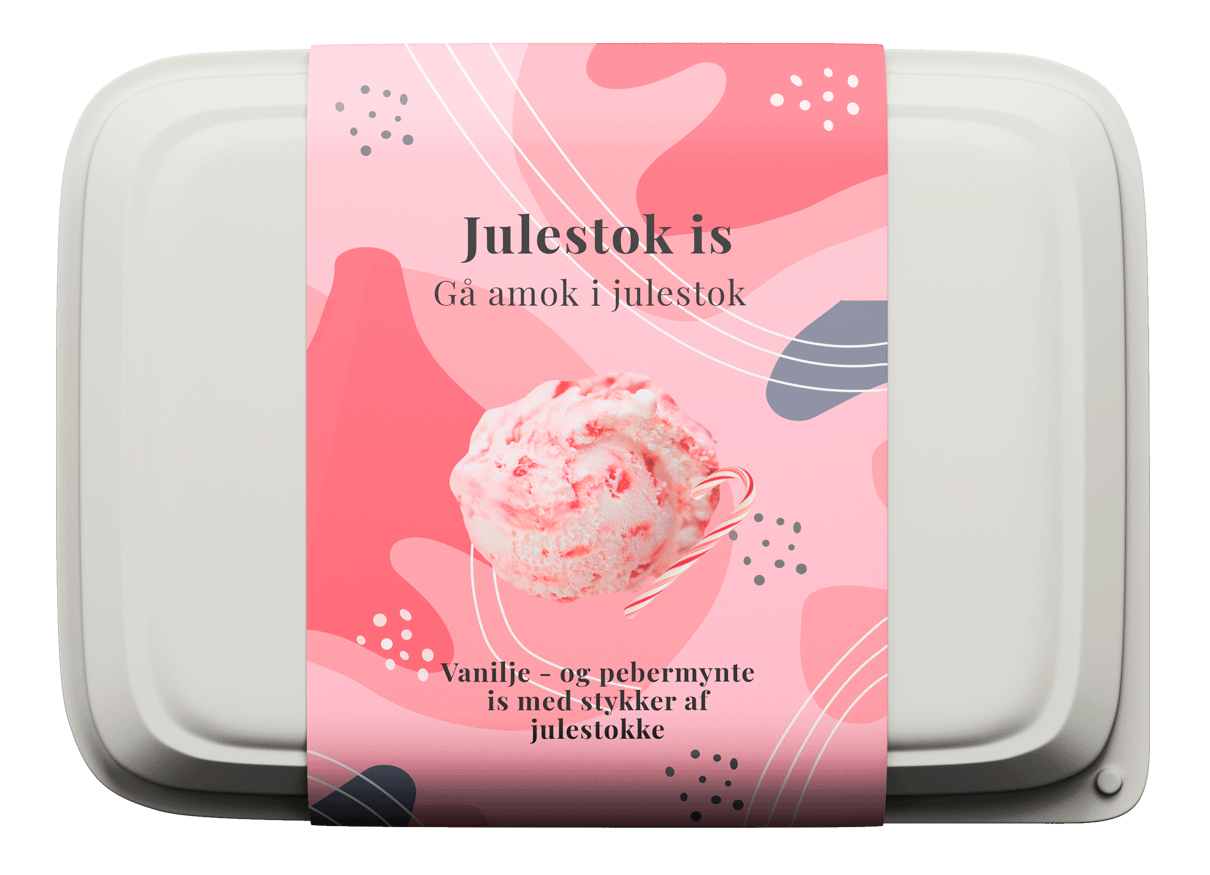 Julestok is
Gå amok i julestok
Vanilje - og pebermynte
is med stykker af
julestokke